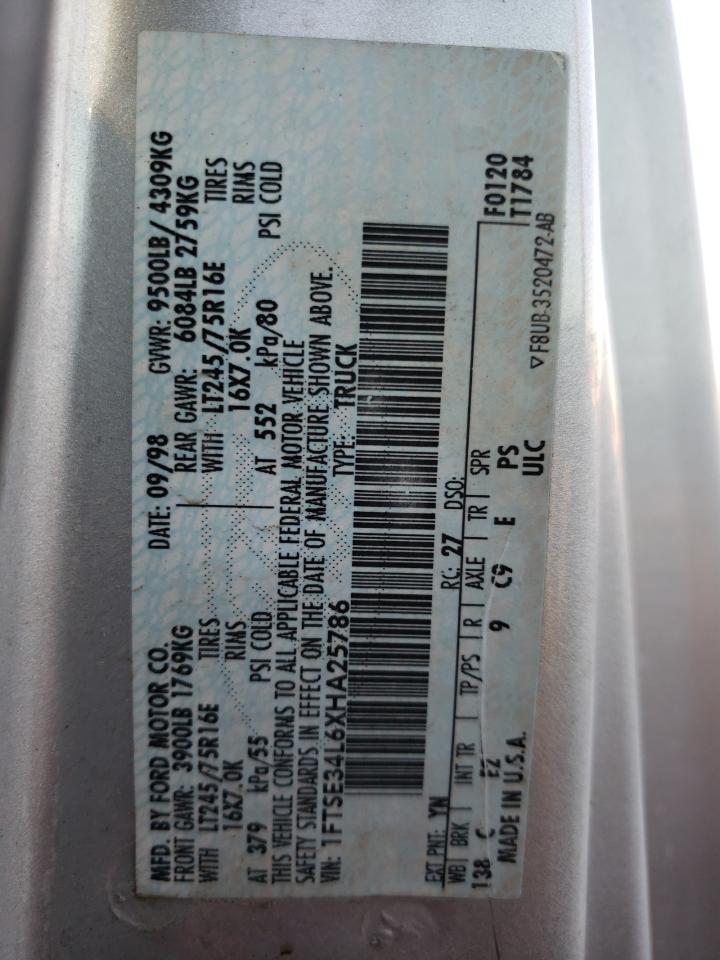 MFD. BY FORD MOTOR CO. DATE: 09/98 GVWR: 9500LB/ 4309KG
FRONT GAWR: 3900LB 1769KG REAR GAWR: 6084LB 2759KG
WITH LT245/75R16E TIRES WITH LT245/75R16E TIRES
16X7.0K RIMS 16X7.0K RIMS
AT 379 kPa/55 PSI COLD AT 552 kPa/80 PSI COLD
THIS VEHICLE CONFORMS TO ALL APPLICABLE FEDERAL MOTOR VEHICLE
SAFETY STANDARDS IN EFFECT ON THE DATE OF MANUFACTURE SHOWN ABOVE.
VIN: 1FTSE34L6XHA25786 TYPE: TRUCK
EXT PNT: YN RC: 27 DSO:
WB BRK INT TR TP/PS R AXLE TR SPR F0120
138 C EZ 9 C9 E PS T1784
MADE IN U.S.A. ULC
▽F8UB-3520472-AB